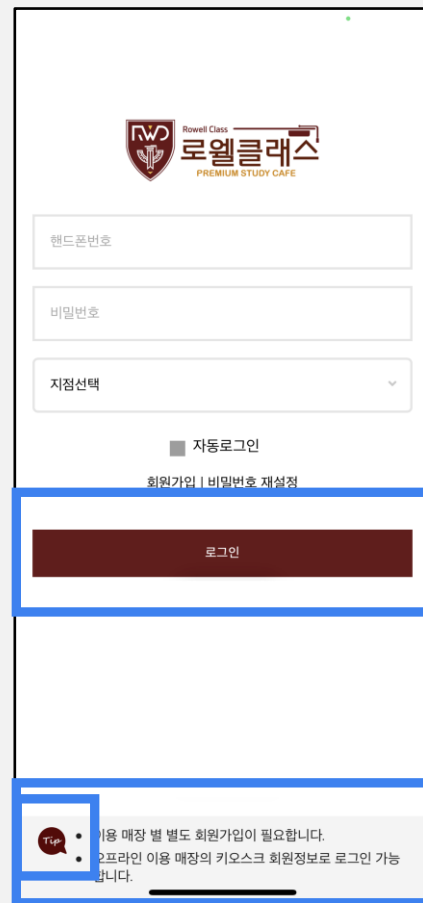 RWD
Rowell Class
로웰클래스
PREMIUM STUDY CAFE
핸드폰번호
비밀번호
지점선택
자동로그인
회원가입 | 비밀번호 재설정
로그인
Tip
이용 매장 별 별도 회원가입이 필요합니다.
오프라인 이용 매장의 키오스크 회원정보로 로그인 가능
합니다.